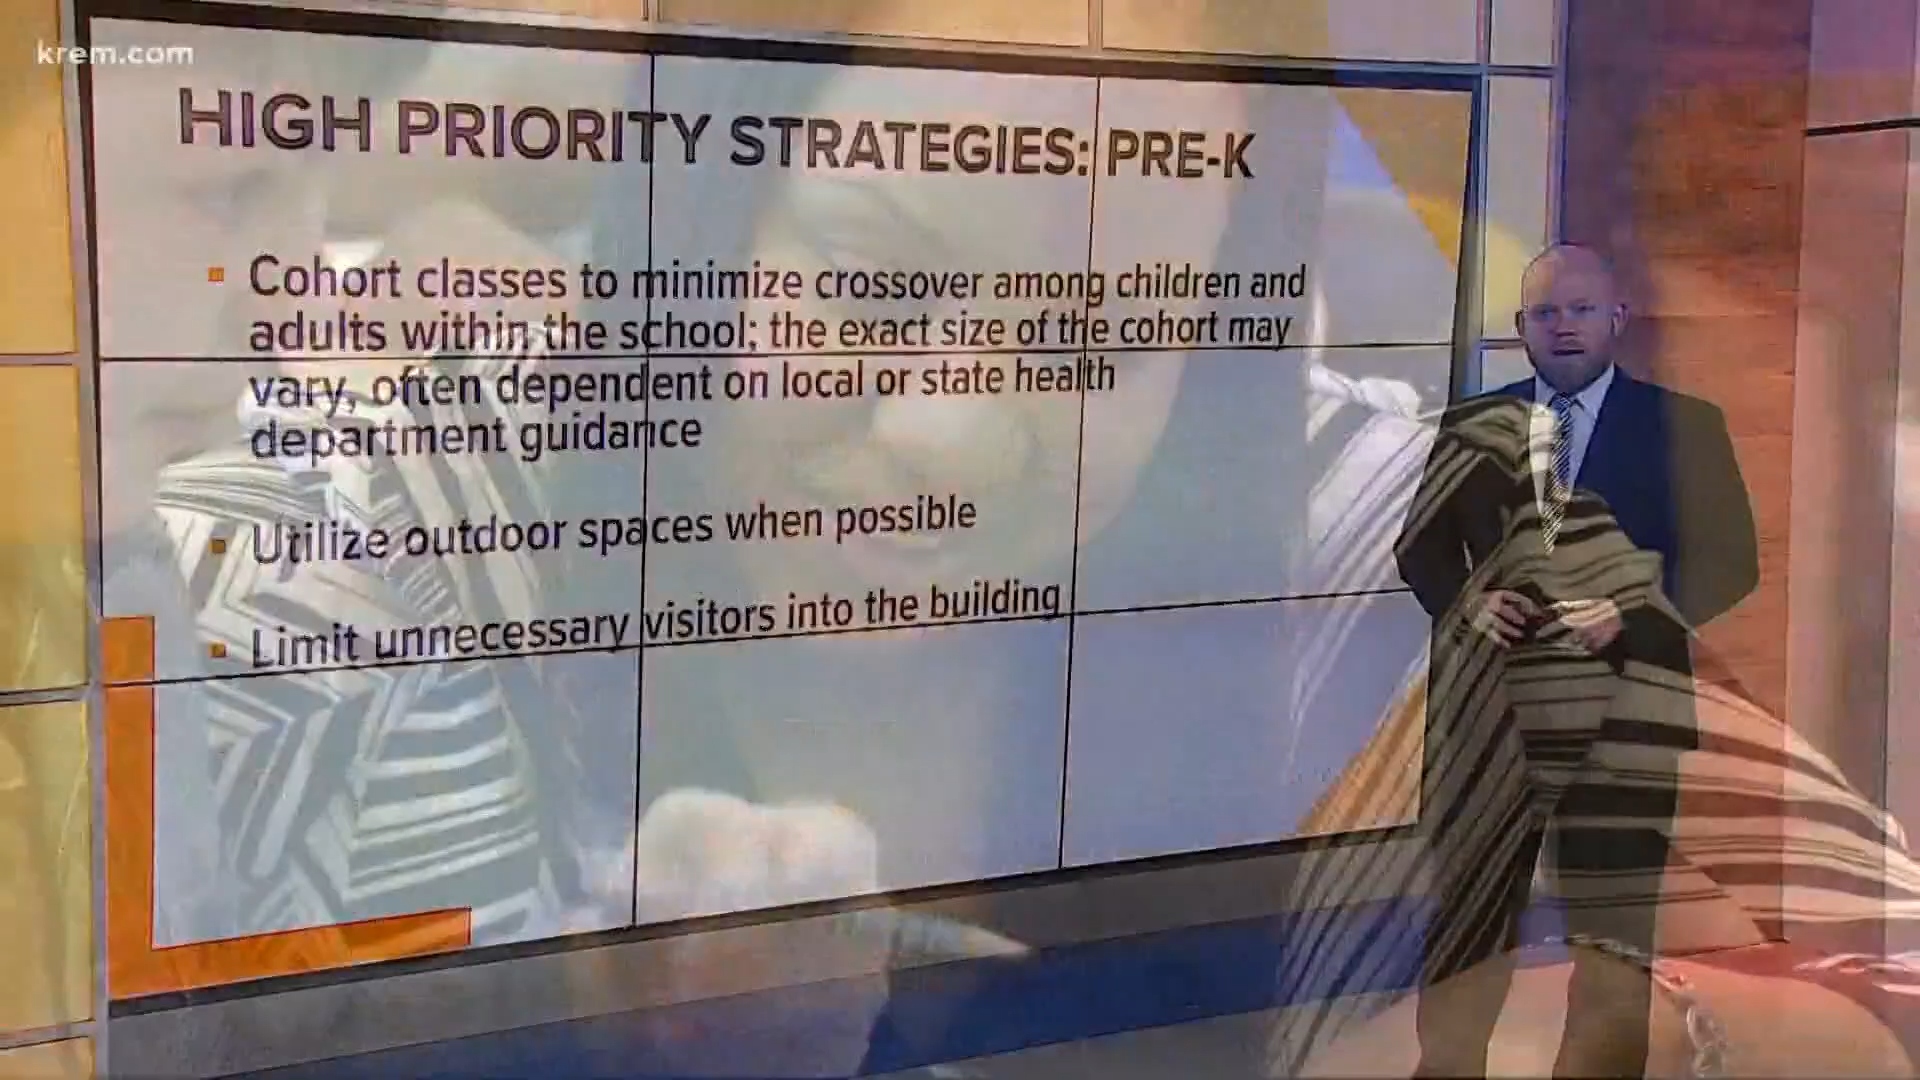 krem.com
HIGH PRIORITY STRATEGIES: PRE-K
Cohort classes to minimize crossover among children and
adults within the school; the exact size of the cohort may
vary, often dependent on local or state health
department guidance
Utilize outdoor spaces when possible
Limit unnecessary visitors into the building